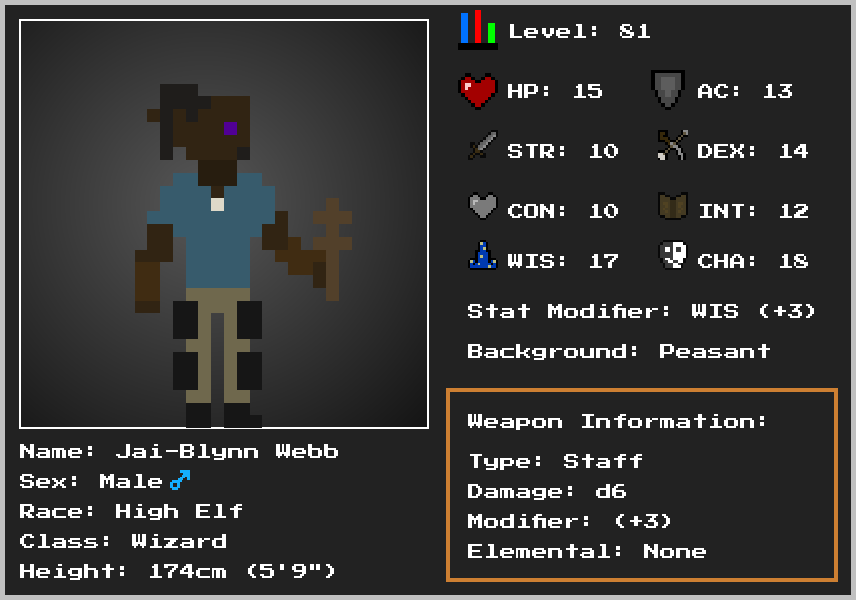 Level: 81
HP: 15
AC: 13
STR: 10
DEX: 14
CON: 10
INT: 12
WIS: 17
CHA: 18
Stat Modifier: WIS (+3)
Background: Peasant
Weapon Information:
Type: Staff
Damage: d6
Modifier: (+3)
Elemental: None
Name: Jai-Blynn Webb
Sex: Male ♂
Race: High Elf
Class: Wizard
Height: 174cm (5'9")